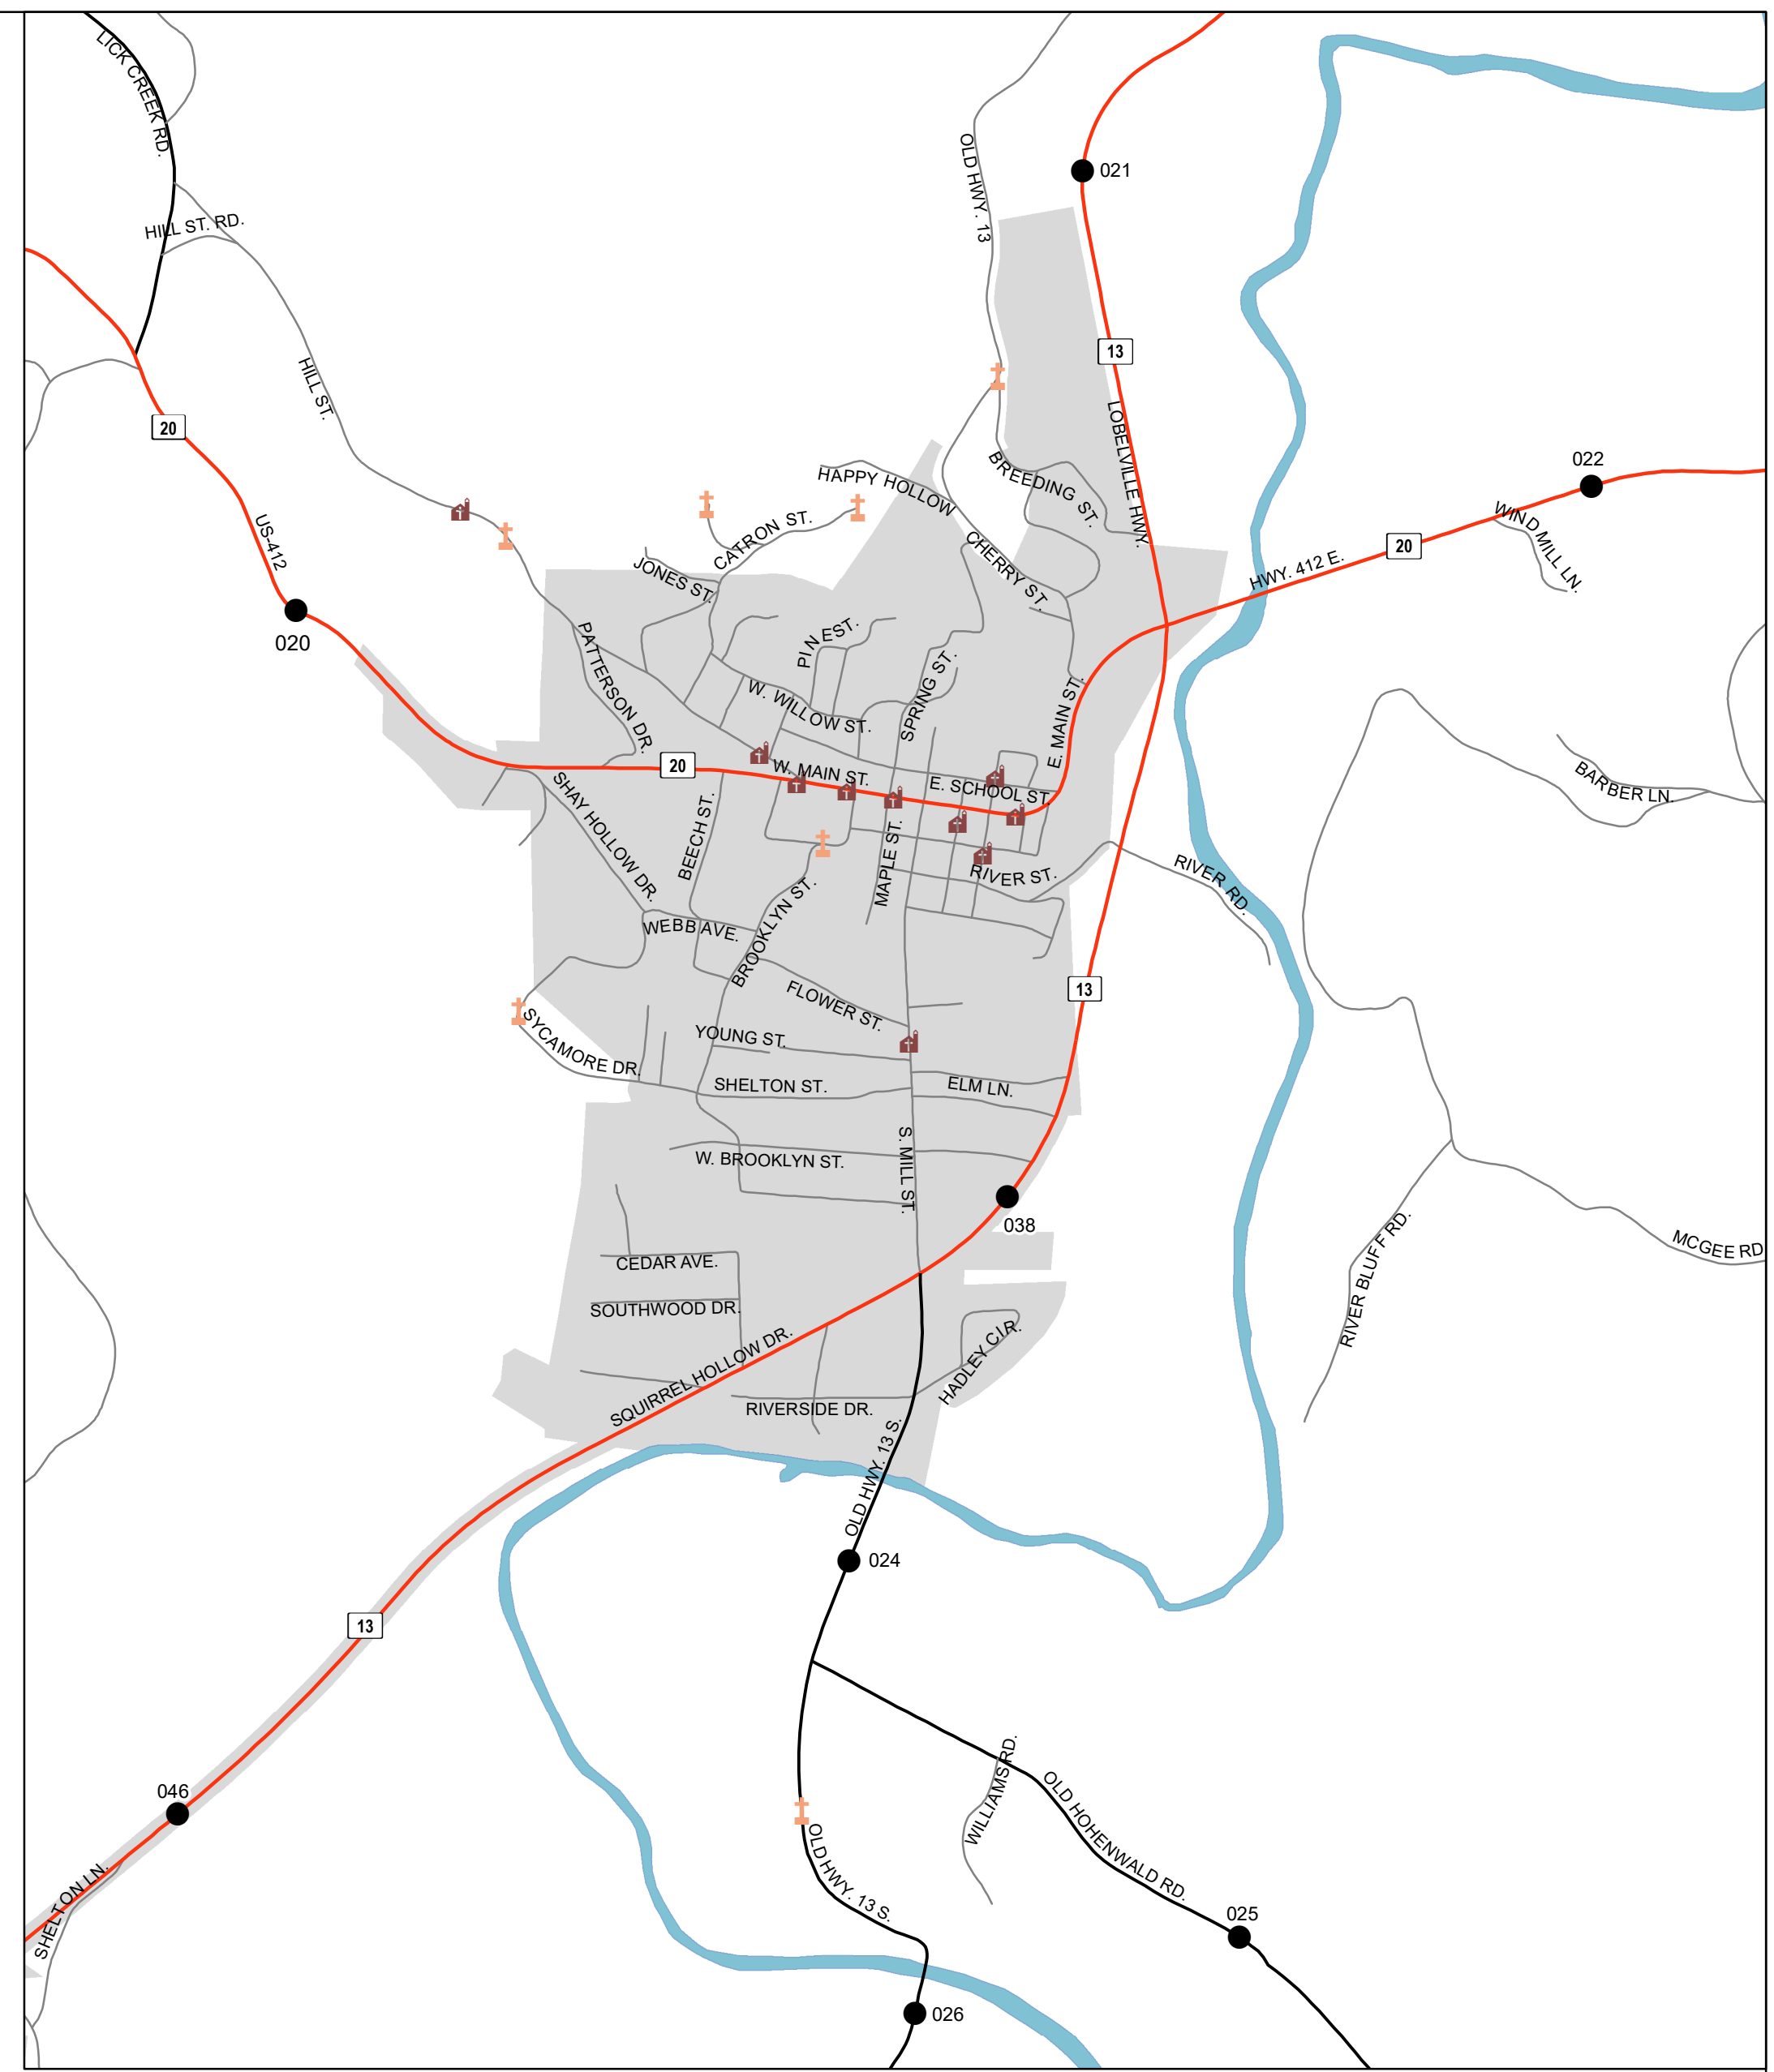 LICK CREEK RD.
021
OLD HWY. 13
HILL ST. RD.
13
HILL ST.
20
LOBELVILLE HWY.
022
HAPPY HOLLOW
BREEDING ST.
WIND MILL LN.
US-412
CATRON ST.
20
HWY. 412 E.
JONES ST.
CHERRY ST.
020
PINE ST.
PATTERSON DR.
SPRING ST.
W. WILLOW ST.
E. MAIN ST.
20
W. MAIN ST.
E. SCHOOL ST.
BARBER LN.
SHAY HOLLOW DR.
BEECH ST.
MAPLE ST.
RIVER ST.
RIVER RD.
BROOKLYN ST.
WEBB AVE.
13
FLOWER ST.
SYCAMORE DR.
YOUNG ST.
SHELTON ST.
ELM LN.
W. BROOKLYN ST.
S. MILL ST.
038
RIVER BLUFF RD.
MCGEE RD
CEDAR AVE.
SOUTHWOOD DR.
SQUIRREL HOLLOW DR.
HADLEY CIR.
RIVERSIDE DR.
OLD HWY. 13 S.
024
13
046
WILLIAMS RD.
OLD HOHENWALD RD.
OLD HWY. 13 S.
SHELTON LN.
025
026